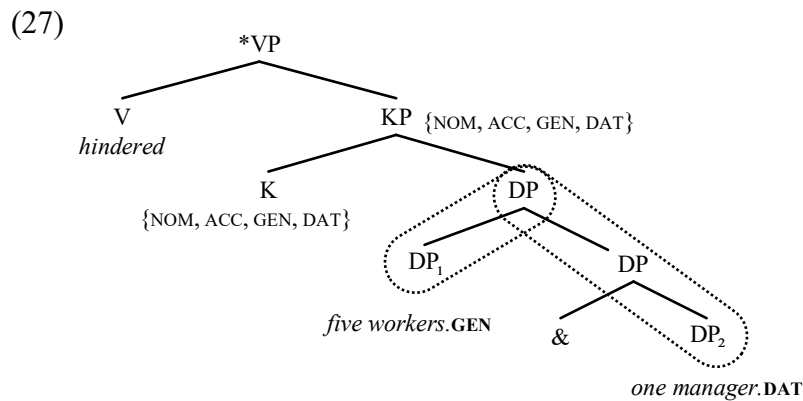 (27)
*VP
V
KP {NOM, ACC, GEN, DAT}
hindered
K
DP
{NOM, ACC, GEN, DAT}
DP₁
DP
five workers.GEN
&
DP₂
one manager.DAT